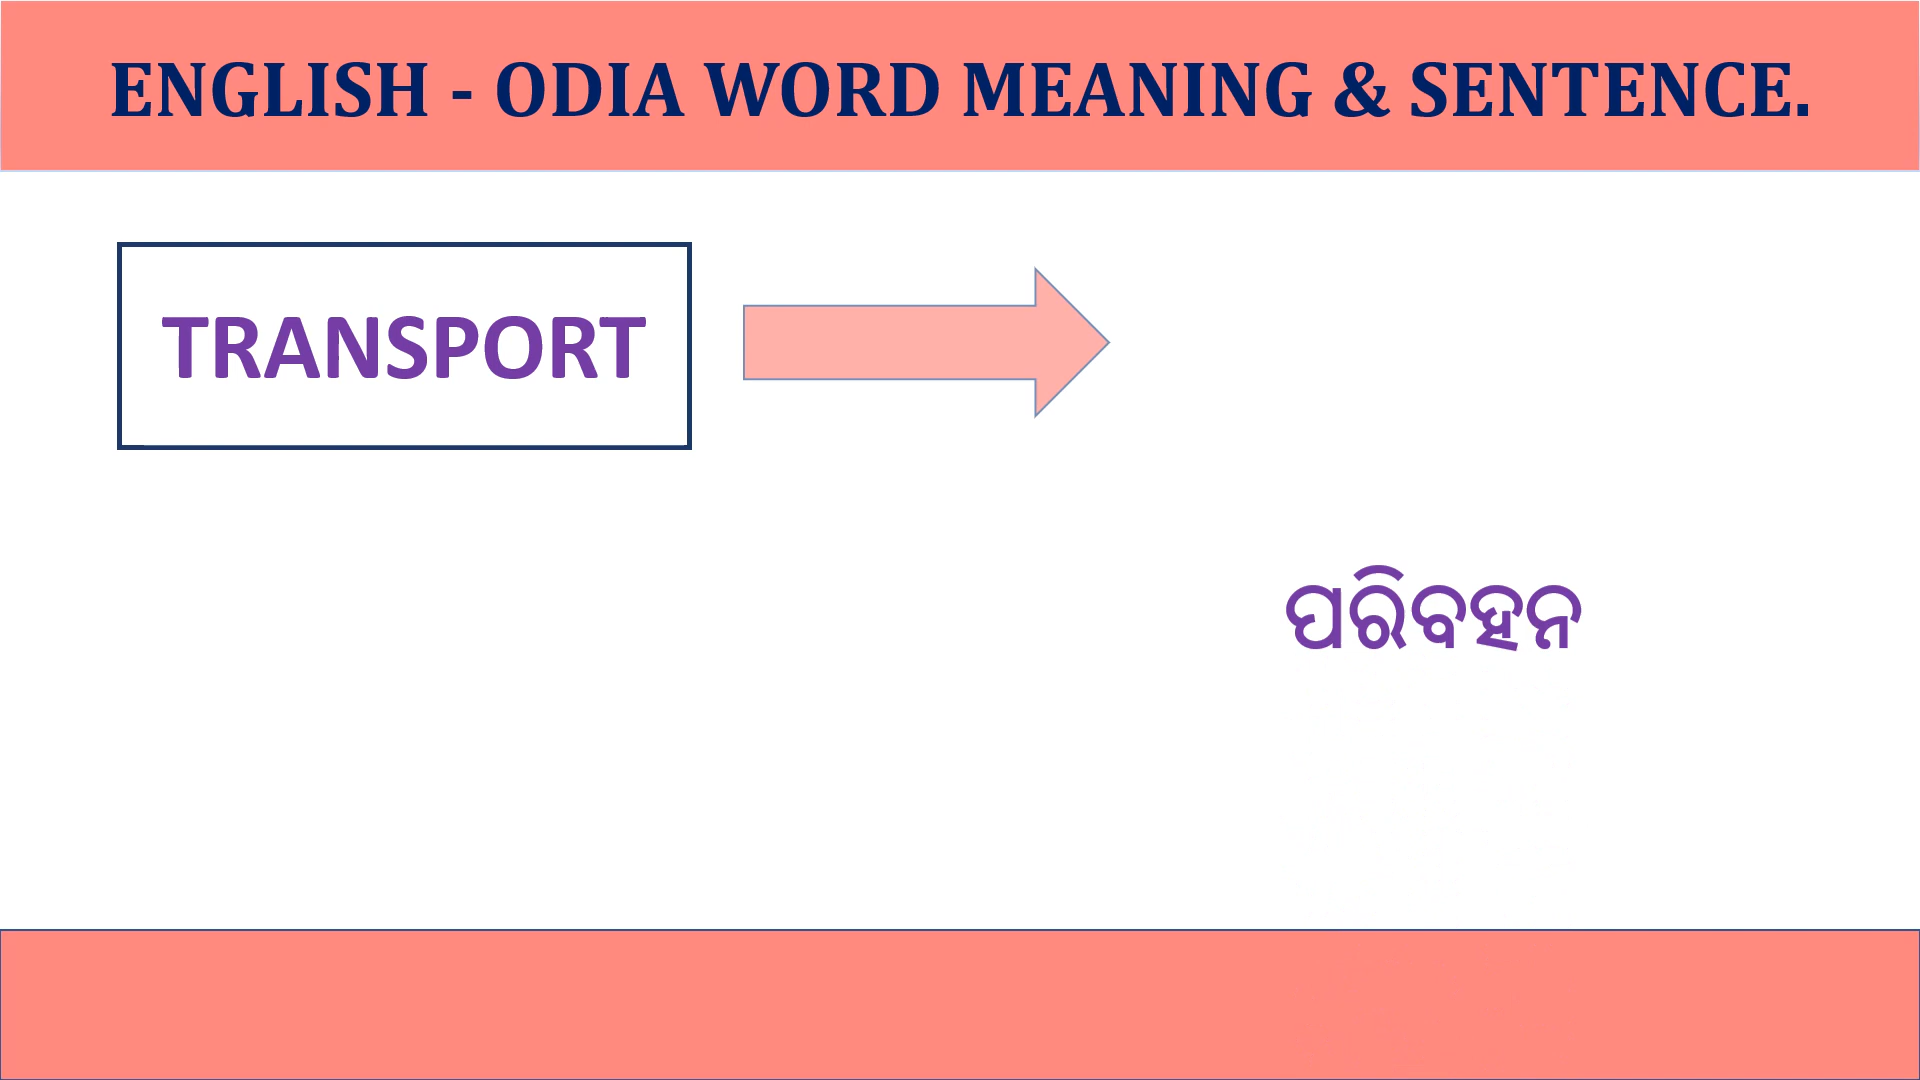 ENGLISH - ODIA WORD MEANING & SENTENCE.
TRANSPORT
ପରିବହନ